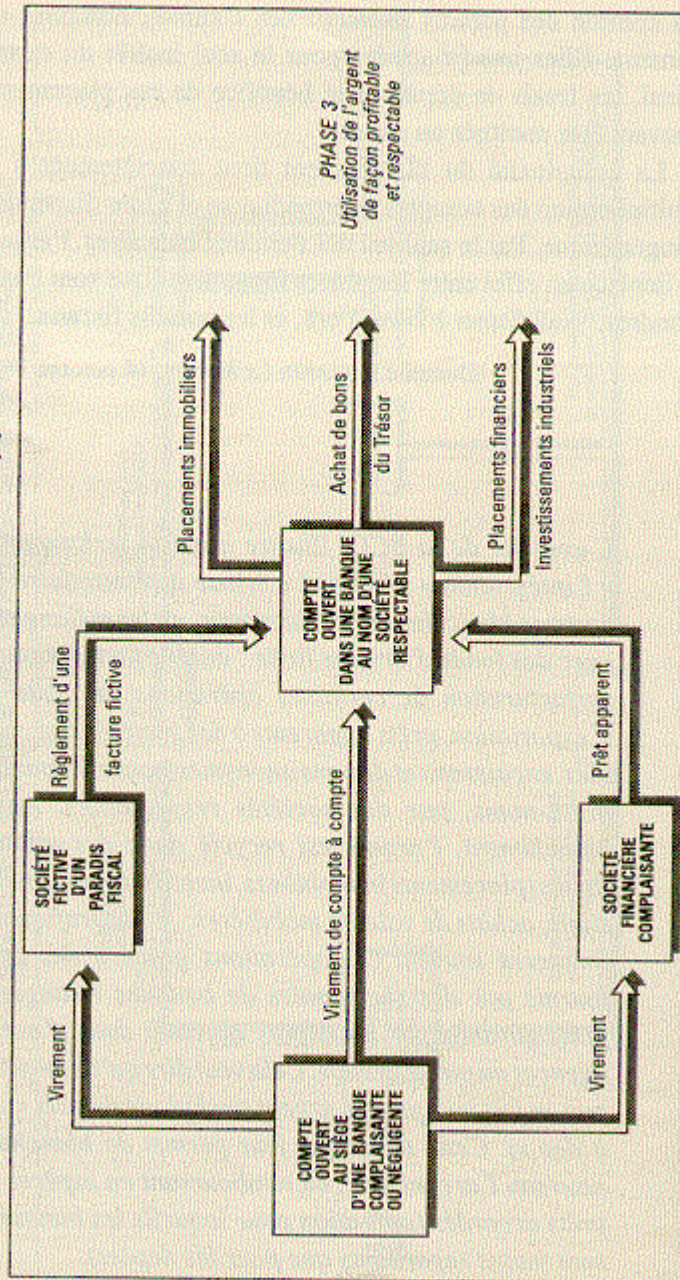 Virement
SOCIÉTÉ
FICTIVE
D'UN
PARADIS
FISCAL
Règlement d'une
facture fictive
Placements immobiliers
COMPTE
OUVERT
AU SIÈGE
D'UNE BANQUE
COMPLAISANTE
OU NÉGLIGENTE
Virement de compte à compte
COMPTE
OUVERT
DANS UNE BANQUE
AU NOM D'UNE
SOCIÉTÉ
RESPECTABLE
Achat de bons
du Trésor
PHASE 3
Utilisation de l'argent
de façon profitable
et respectable
Virement
SOCIÉTÉ
FINANCIÈRE
COMPLAISANTE
Prêt apparent
Placements financiers
Investissements industriels